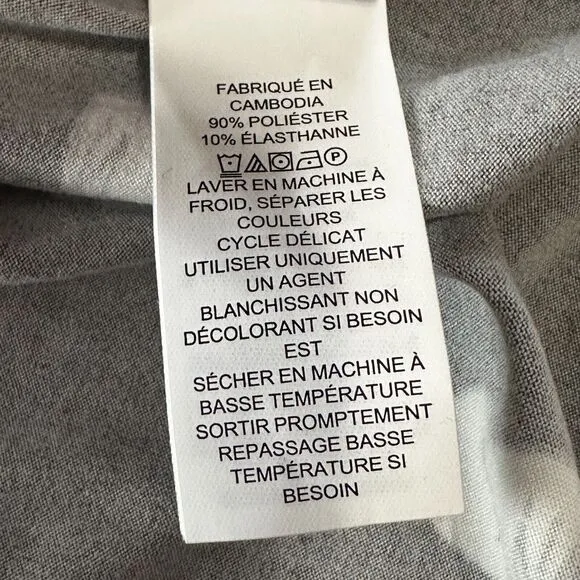 FABRIQUÉ EN
CAMBODIA
90% POLIÉSTER
10% ÉLASTHANNE
LAVER EN MACHINE À
FROID, SÉPARER LES
COULEURS
CYCLE DÉLICAT
UTILISER UNIQUEMENT
UN AGENT
BLANCHISSANT NON
DÉCOLORANT SI BESOIN
EST
SÉCHER EN MACHINE À
BASSE TEMPÉRATURE
SORTIR PROMPTEMENT
REPASSAGE BASSE
TEMPÉRATURE SI
BESOIN